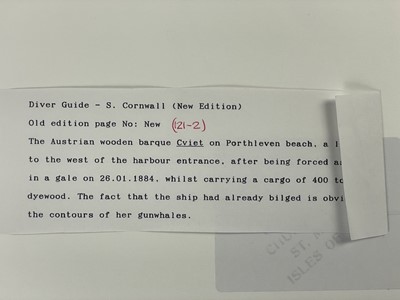 Diver Guide - S. Cornwall (New Edition)
Old edition page No: New (121-2)
The Austrian wooden barque Cviet on Porthleven beach, a
to the west of the harbour entrance, after being forced
in a gale on 26.01.1884, whilst carrying a cargo of 400 to
dyewood. The fact that the ship had already bilged is obvi
the contours of her gunwhales.
ST.
ISLES OF